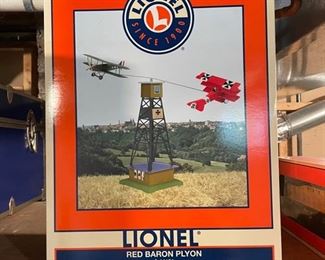 LIONEL
L
SINCE 1900
LIONEL®
RED BARON PLYON